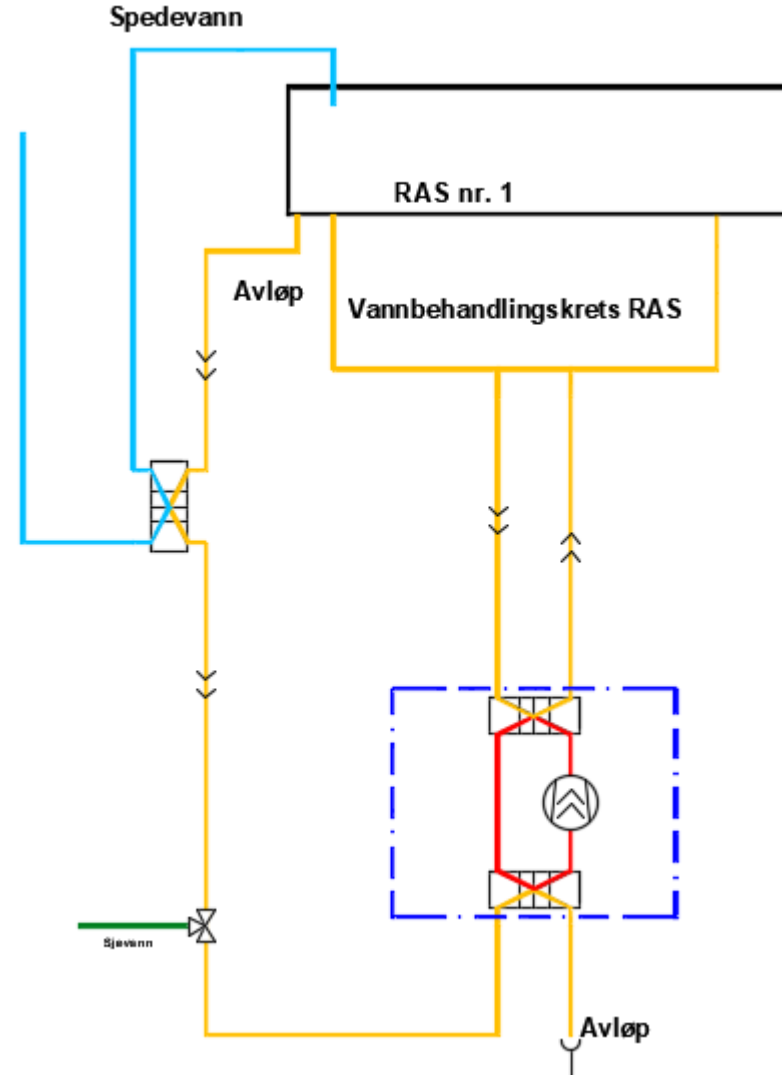 Spedevann
RAS nr. 1
Avløp
Vannbehandlingskrets RAS
Sjøvann
Avløp